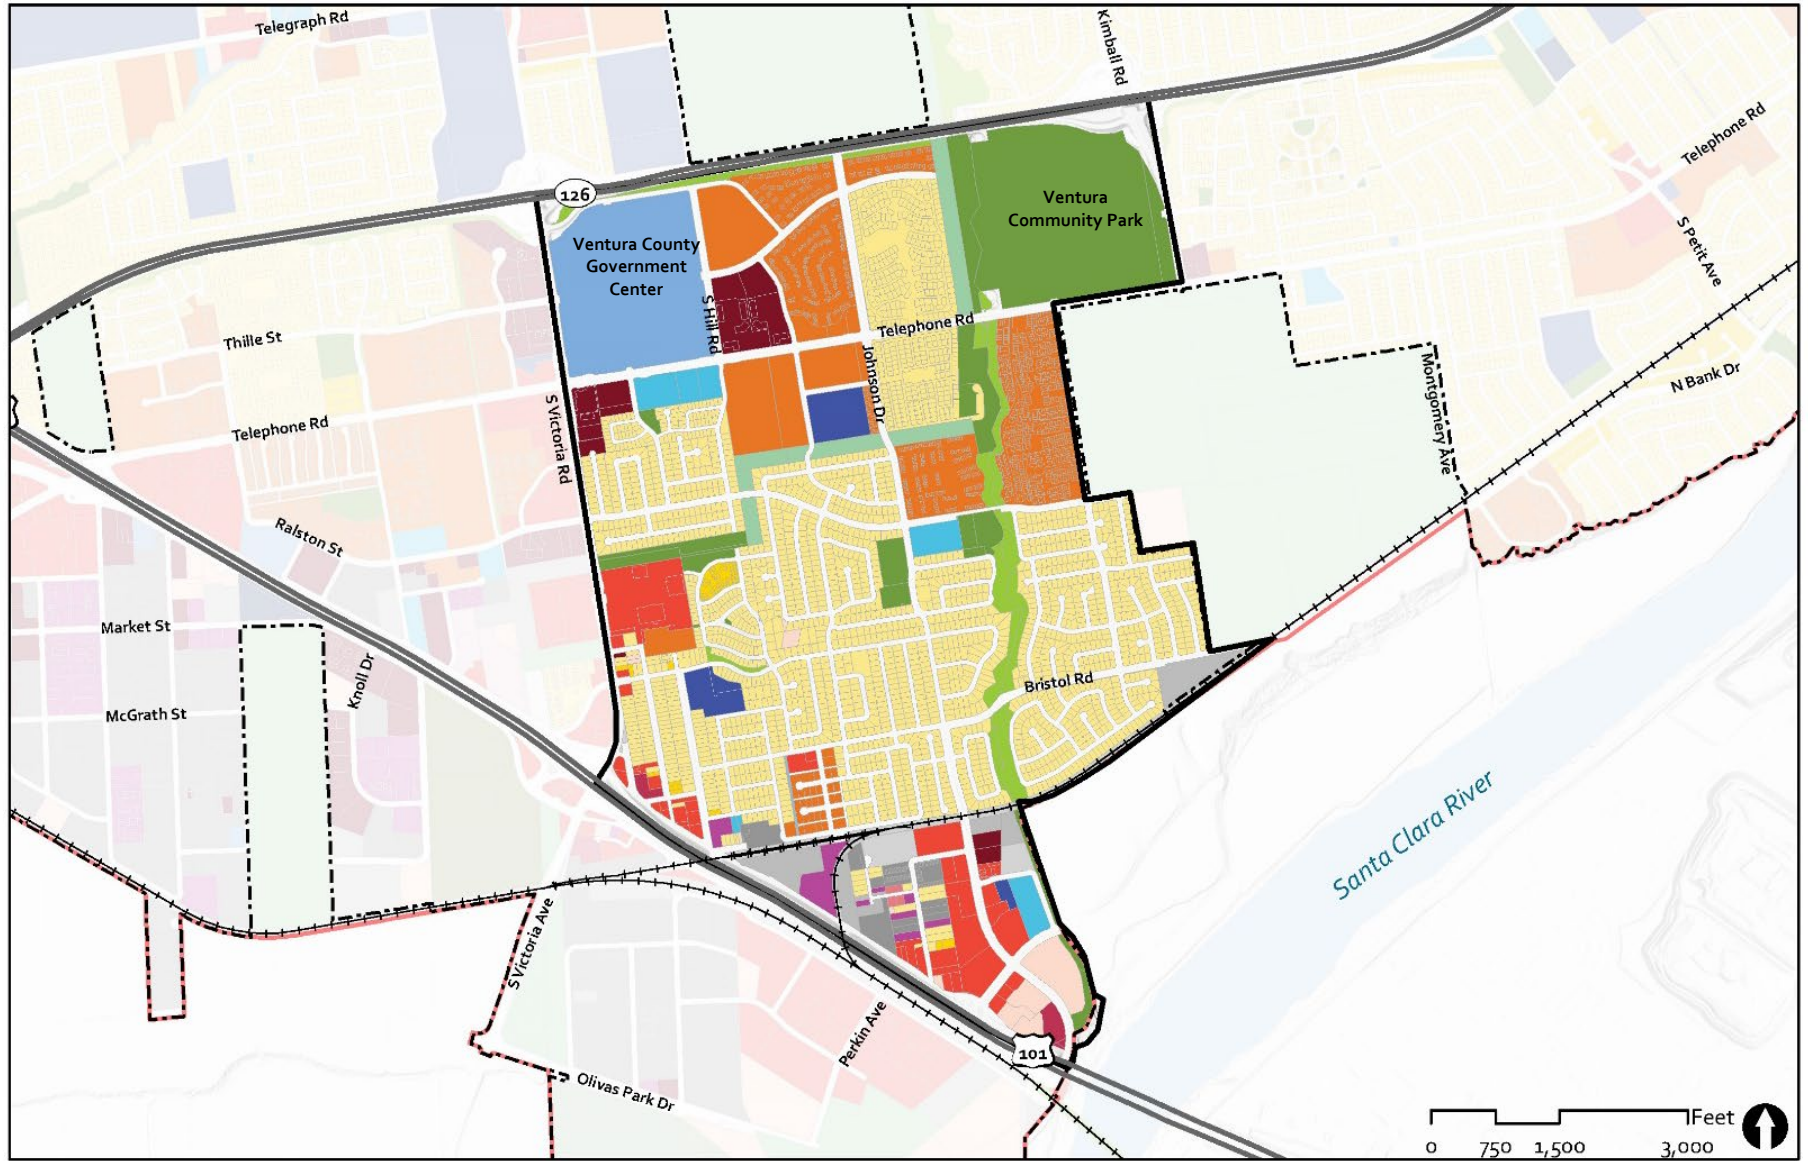 Telegraph Rd
Kimball Rd
Telephone Rd
126
Ventura
Community Park
Ventura County
Government
Center
S Hill Rd
S Petit Ave
Thille St
Telephone Rd
Johnson Dr
Montgomery Ave
N Bank Dr
S Victoria Rd
Telephone Rd
Ralston St
Market St
Knoll Dr
McGrath St
Bristol Rd
Santa Clara River
S Victoria Ave
Perkin Ave
101
Olivas Park Dr
Feet
0 750 1,500 3,000